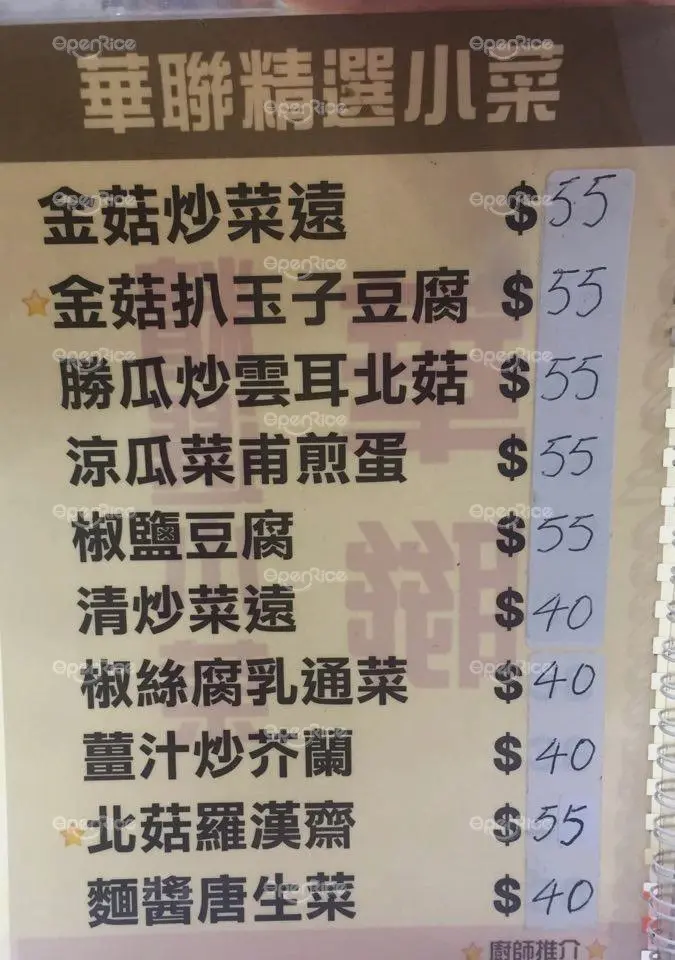 華聯精選小菜
金菇炒菜遠 $55
金菇扒玉子豆腐 $55
勝瓜炒雲耳北菇 $55
涼瓜菜甫煎蛋 $55
椒鹽豆腐 $55
清炒菜遠 $40
椒絲腐乳通菜 $40
薑汁炒芥蘭 $40
北菇羅漢齋 $55
麵醬唐生菜 $40
廚師推介
OpenRice